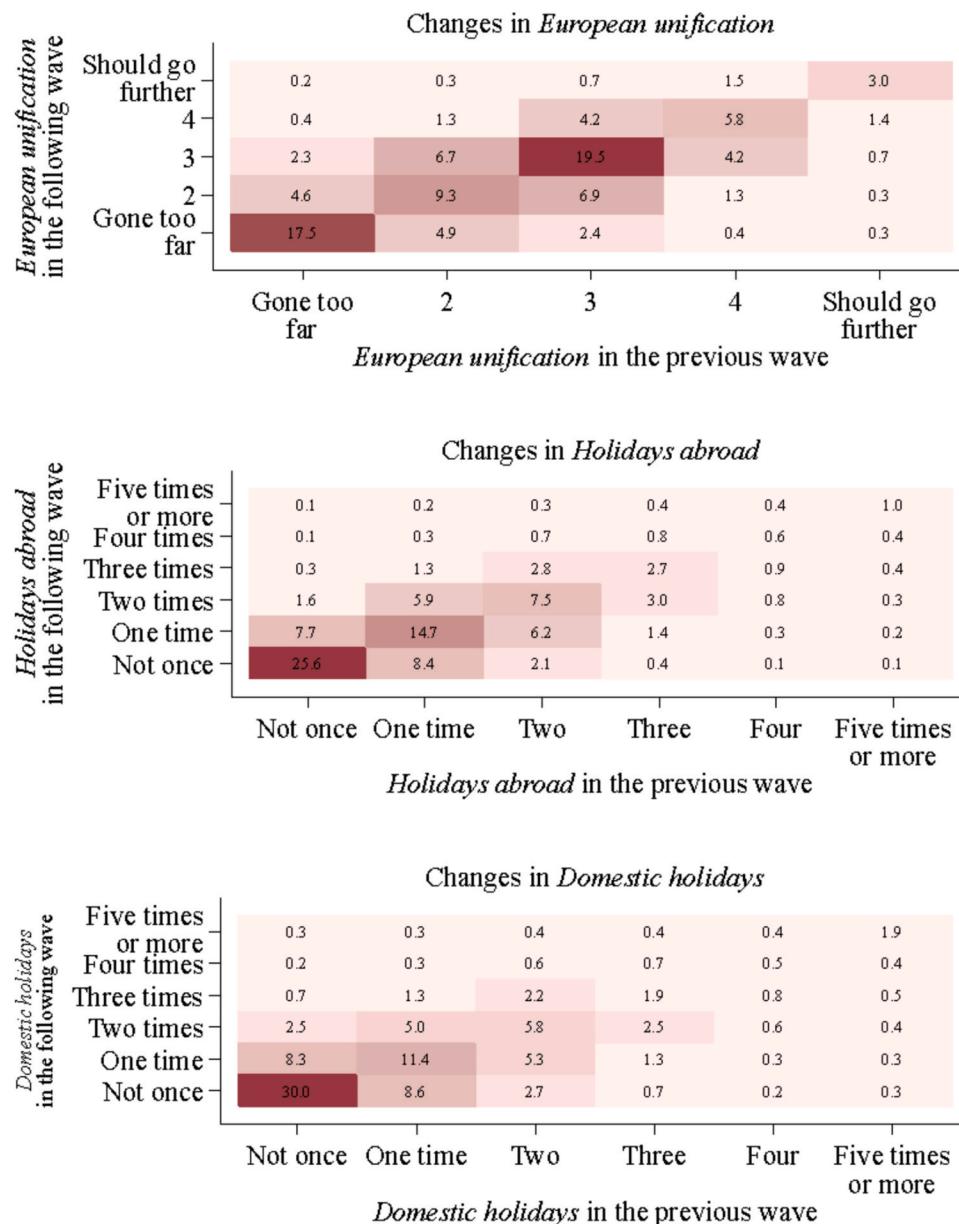 Changes in European unification
European unification
in the following wave
Should go
further
0.2 0.3 0.7 1.5 3.0
4 0.4 1.3 4.2 5.8 1.4
3 2.3 6.7 19.5 4.2 0.7
2 4.6 9.3 6.9 1.3 0.3
Gone too
far
17.5 4.9 2.4 0.4 0.3
Gone too
far
2 3 4
Should go
further
European unification in the previous wave
Changes in Holidays abroad
Holidays abroad
in the following wave
Five times
or more
0.1 0.2 0.3 0.4 0.4 1.0
Four times 0.1 0.3 0.7 0.8 0.6 0.4
Three times 0.3 1.3 2.8 2.7 0.9 0.4
Two times 1.6 5.9 7.5 3.0 0.8 0.3
One time 7.7 14.7 6.2 1.4 0.3 0.2
Not once 25.6 8.4 2.1 0.4 0.1 0.1
Not once One time Two Three Four Five times
or more
Holidays abroad in the previous wave
Changes in Domestic holidays
Domestic holidays
in the following wave
Five times
or more
0.3 0.3 0.4 0.4 0.4 1.9
Four times 0.2 0.3 0.6 0.7 0.5 0.4
Three times 0.7 1.3 2.2 1.9 0.8 0.5
Two times 2.5 5.0 5.8 2.5 0.6 0.4
One time 8.3 11.4 5.3 1.3 0.3 0.3
Not once 30.0 8.6 2.7 0.7 0.2 0.3
Not once One time Two Three Four Five times
or more
Domestic holidays in the previous wave